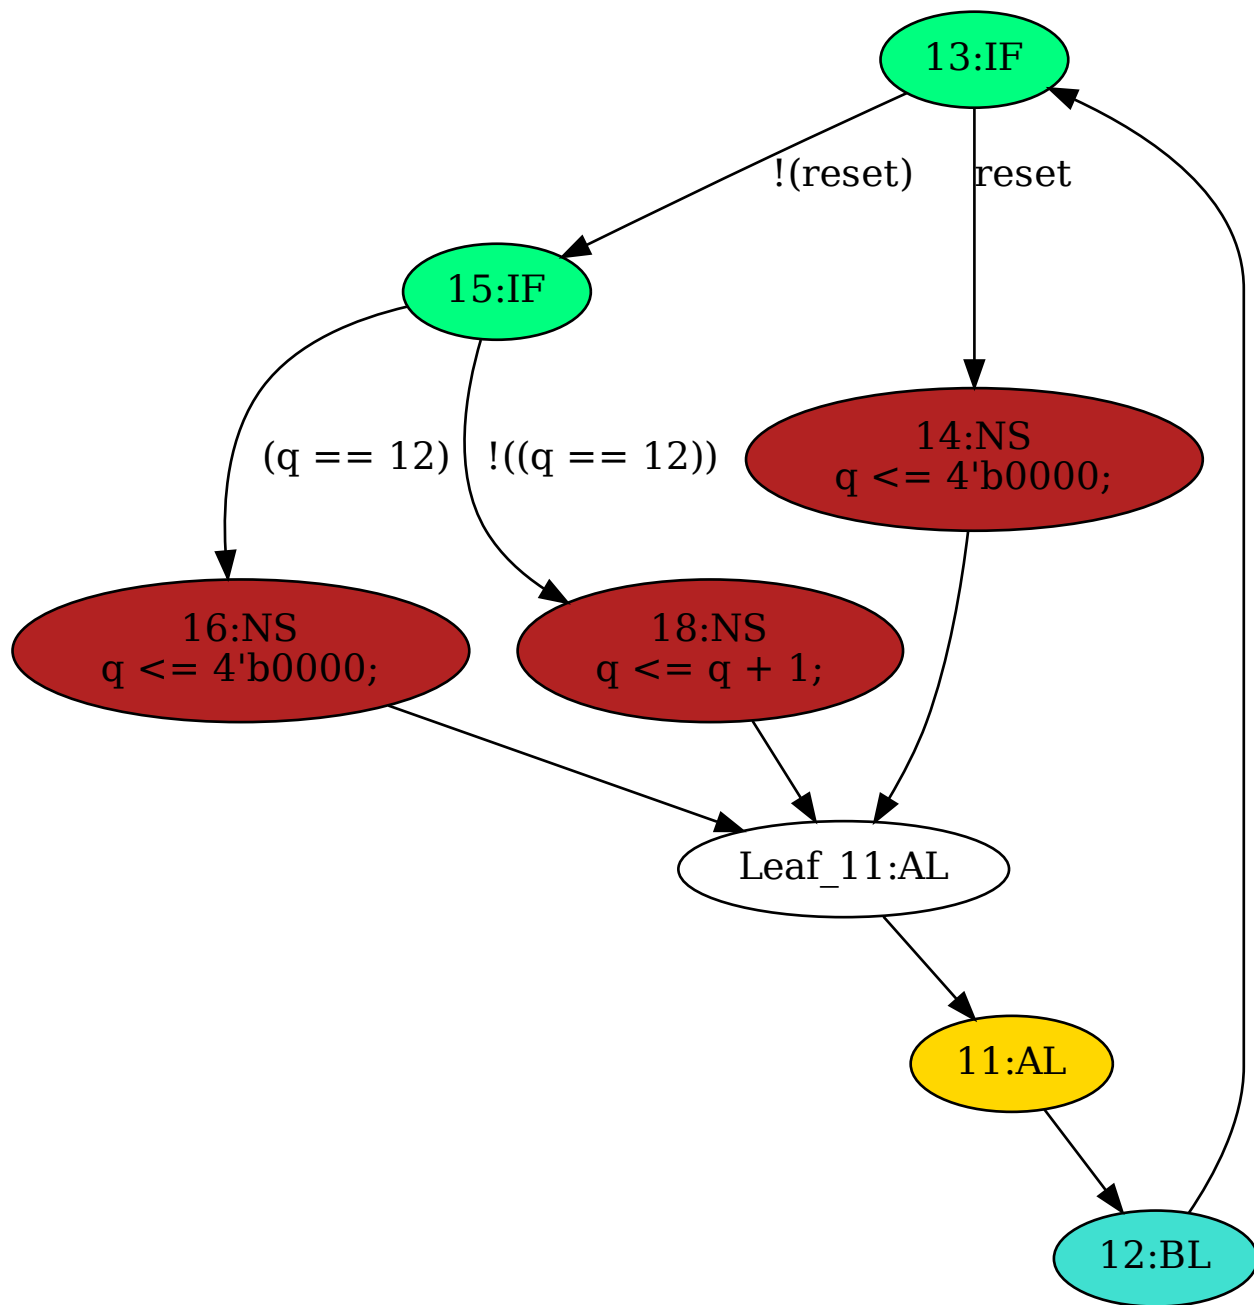 13:IF
!(reset)
reset
15:IF
14:NS
q <= 4'b0000;
(q == 12)
!((q == 12))
16:NS
q <= 4'b0000;
18:NS
q <= q + 1;
Leaf_11:AL
11:AL
12:BL